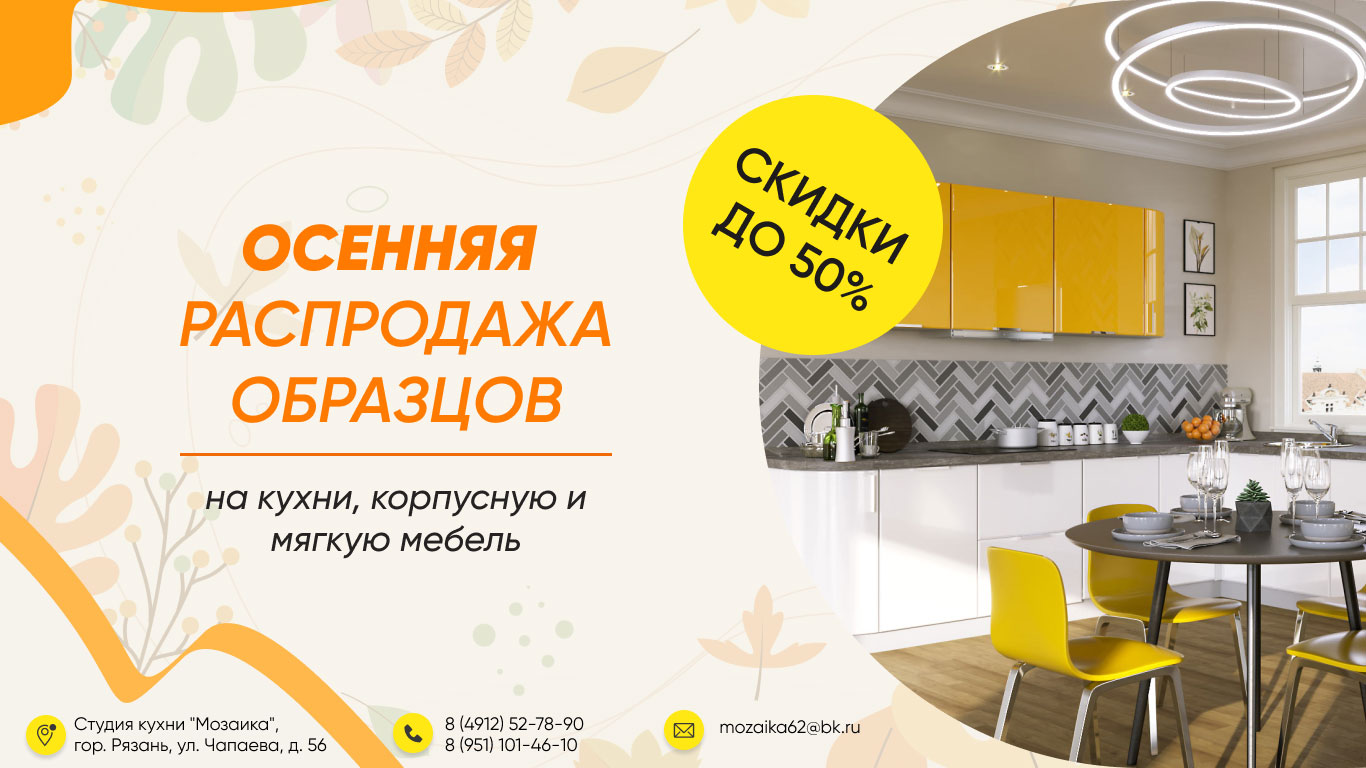 ОСЕННЯЯ
РАСПРОДАЖА
ОБРАЗЦОВ
на кухни, корпусную и
мягкую мебель
СКИДКИ
ДО 50%
Студия кухни "Мозаика",
гор. Рязань, ул. Чапаева, д. 56
8 (4912) 52-78-90
8 (951) 101-46-10
mozaika62@bk.ru